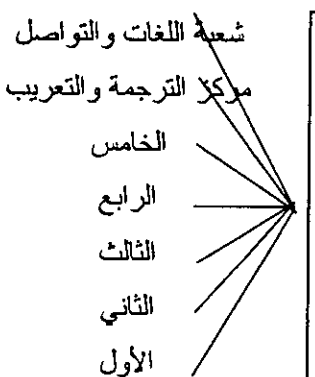 شعبة اللغات والتواصل
مركز الترجمة والتعريب
الخامس
الرابع
الثالث
الثاني
الأول